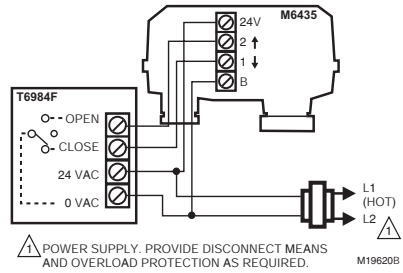 M6435
24V
2
1
B
T6984F
OPEN
CLOSE
24 VAC
0 VAC
L1
(HOT)
L2
1
1 POWER SUPPLY. PROVIDE DISCONNECT MEANS
AND OVERLOAD PROTECTION AS REQUIRED.
M19620B